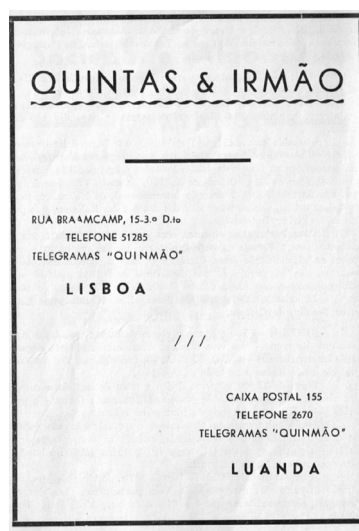 QUINTAS & IRMÃO
RUA BRAAMCAMP, 15-3.º D.to
TELEFONE 51285
TELEGRAMAS "QUINMÃO"
LISBOA
///
CAIXA POSTAL 155
TELEFONE 2670
TELEGRAMAS "QUINMÃO"
LUANDA